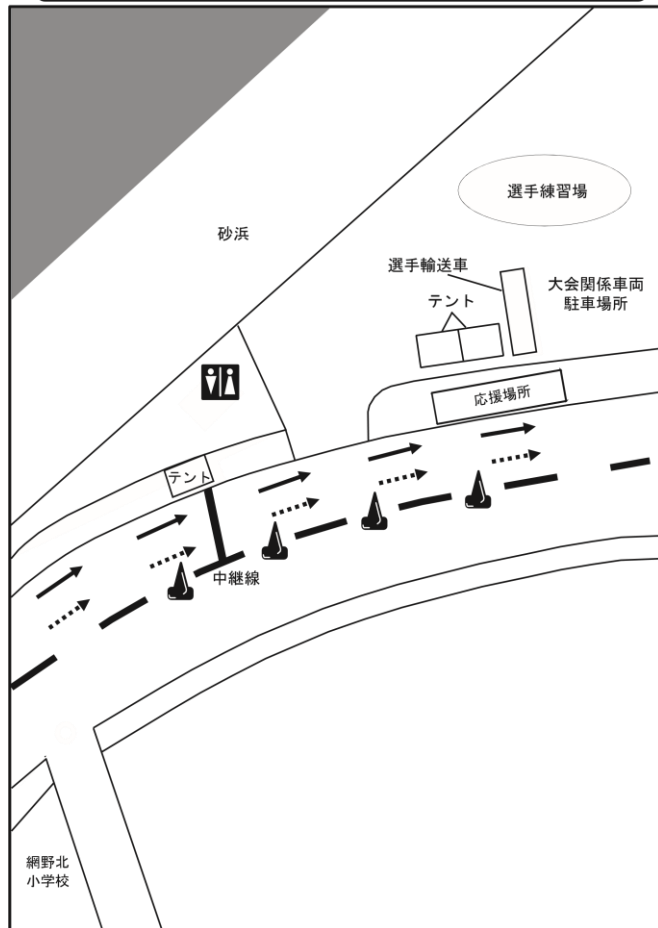 選手練習場
砂浜
選手輸送車
大会関係車両
駐車場所
テント
応援場所
テント
中継線
網野北
小学校